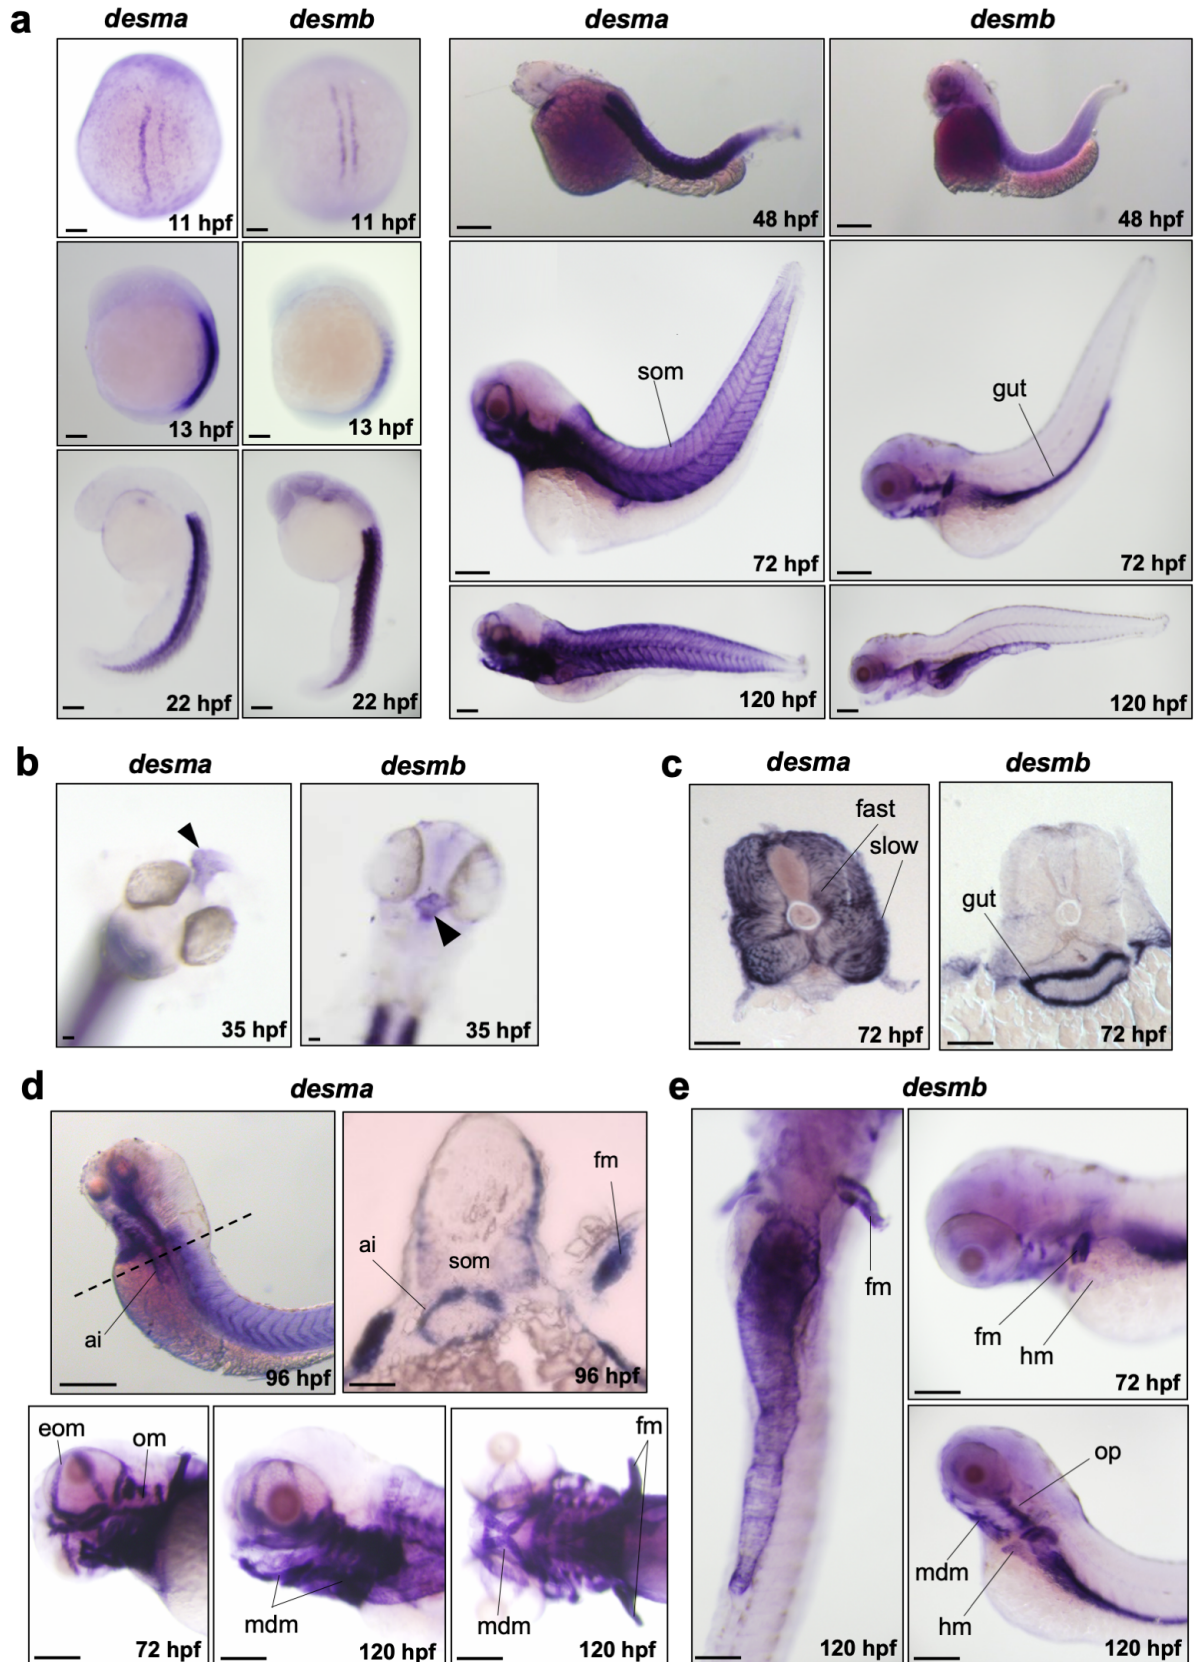 a
desma desmb desma desmb
11 hpf 11 hpf 48 hpf 48 hpf
13 hpf 13 hpf
som
gut
72 hpf 72 hpf
22 hpf 22 hpf 120 hpf 120 hpf
b
desma desmb
35 hpf 35 hpf
c
desma desmb
fast
slow
gut
72 hpf 72 hpf
d
desma
ai
96 hpf
fm
ai
som
96 hpf
eom
om
72 hpf
mdm
120 hpf
fm
mdm
120 hpf
e
desmb
fm
120 hpf
fm
hm
72 hpf
op
mdm
hm
120 hpf